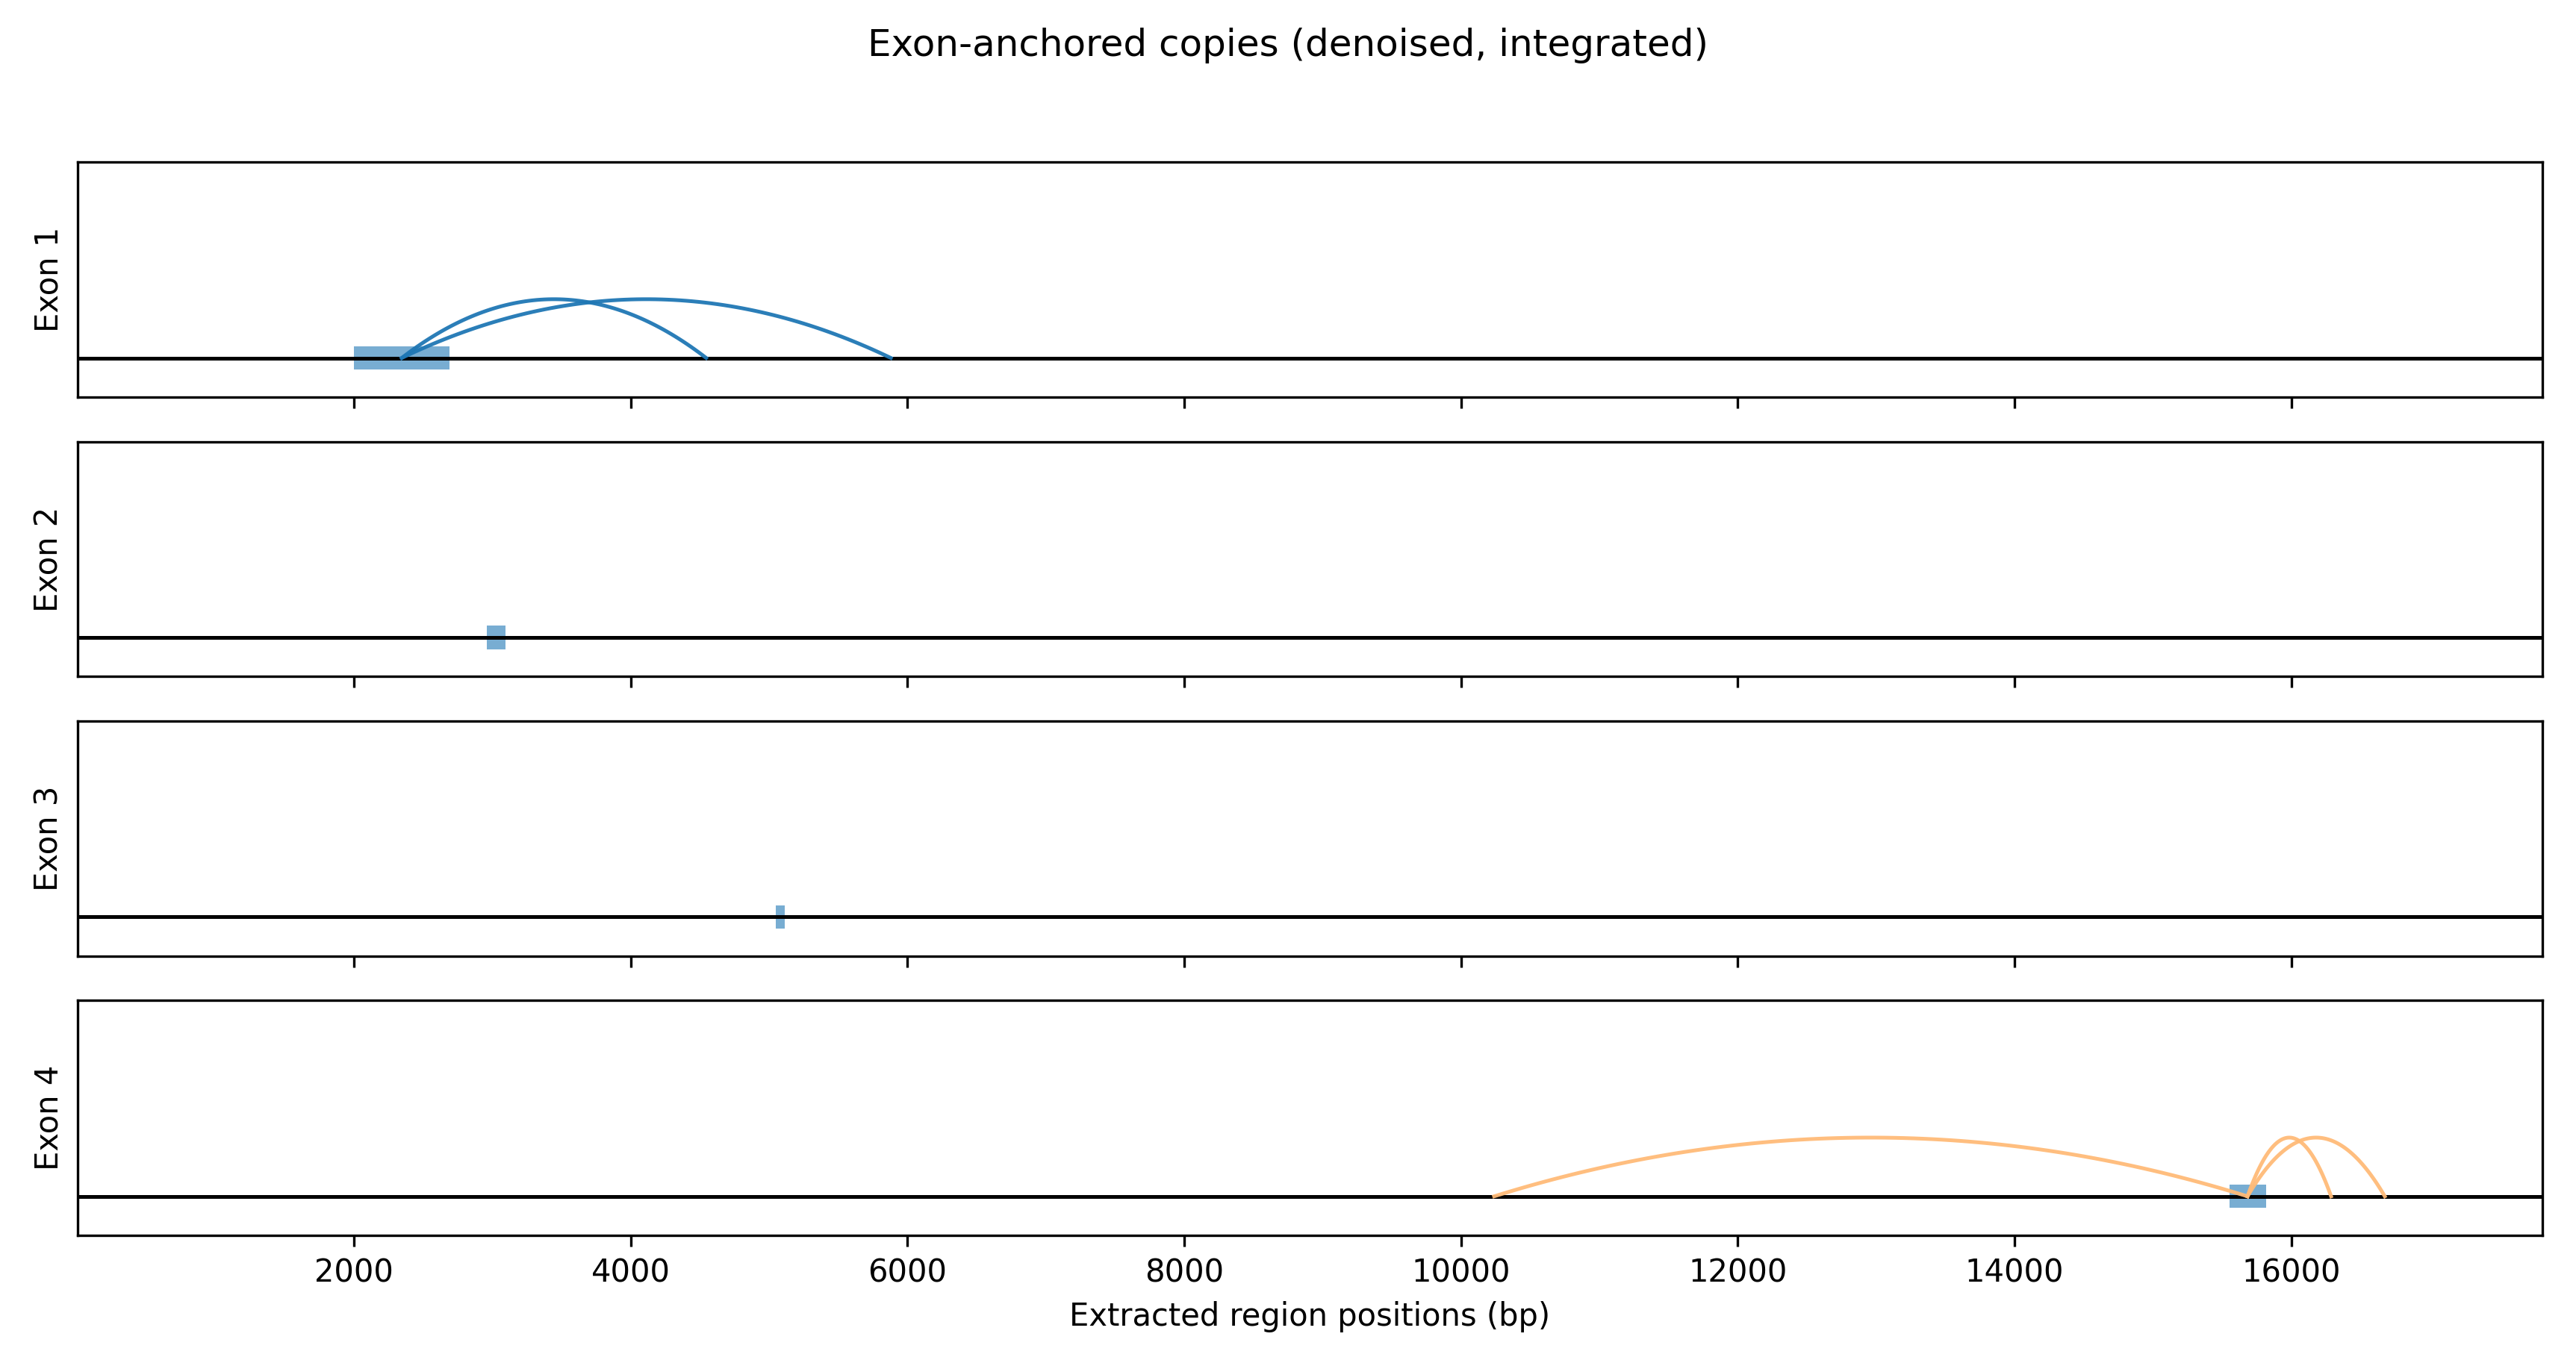 Exon-anchored copies (denoised, integrated)
Exon 1
Exon 2
Exon 3
Exon 4
2000 4000 6000 8000 10000 12000 14000 16000
Extracted region positions (bp)